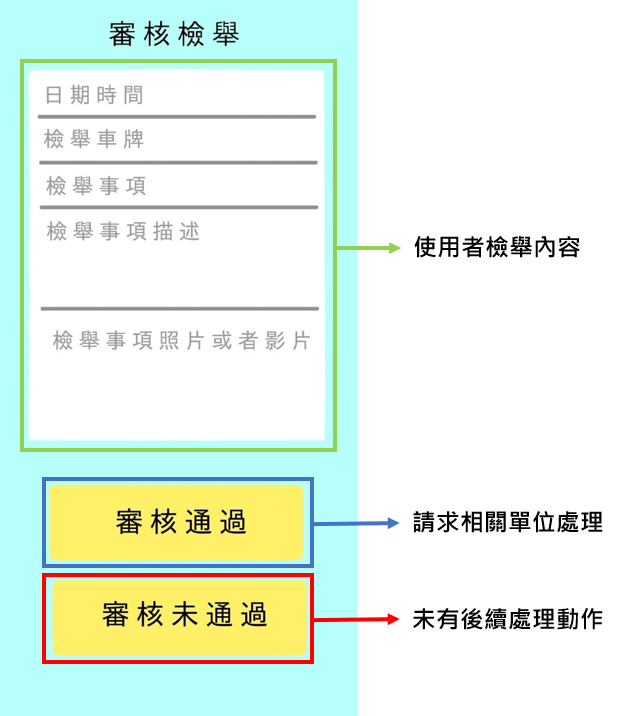 審核檢舉
日期時間
檢舉車牌
檢舉事項
檢舉事項描述
使用者檢舉內容
檢舉事項照片或者影片
審核通過
請求相關單位處理
審核未通過
未有後續處理動作